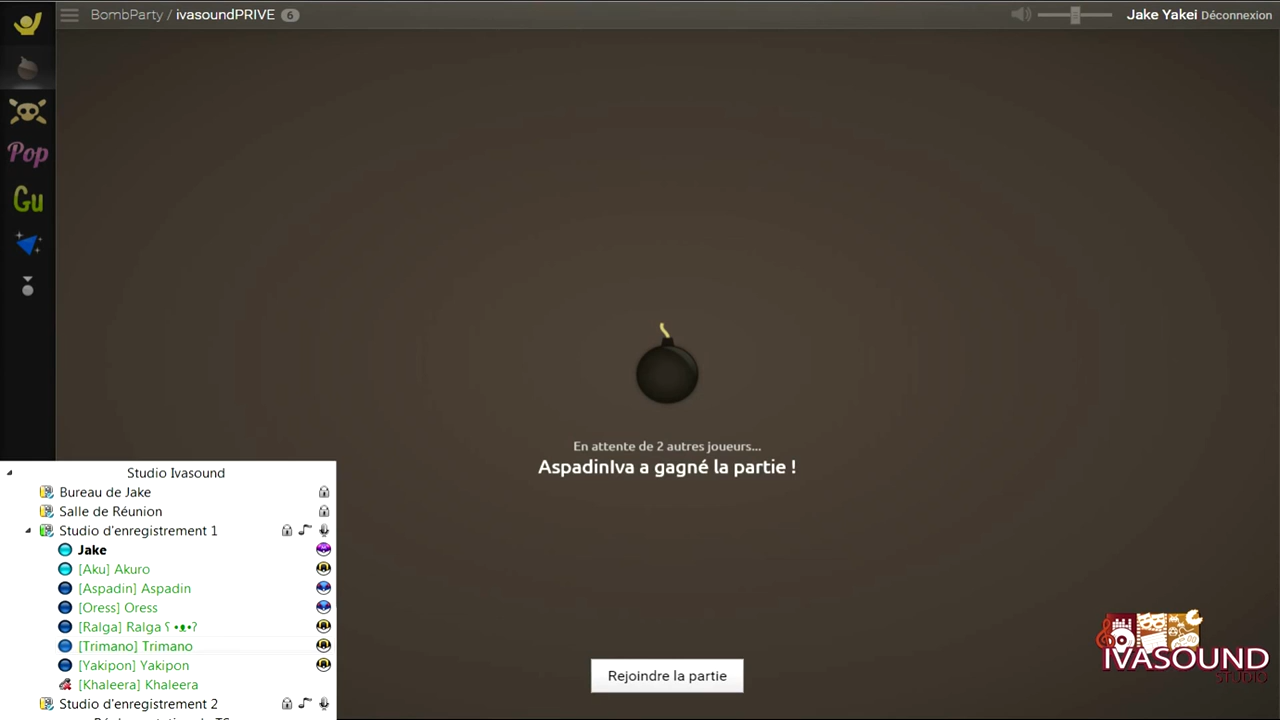 BombParty / ivasoundPRIVE 6
Jake Yakei Déconnexion
Pop
Gu
En attente de 2 autres joueurs...
AspadinIva a gagné la partie !
Rejoindre la partie
Studio Ivasound
Bureau de Jake
Salle de Réunion
Studio d'enregistrement 1
Jake
[Aku] Akuro
[Aspadin] Aspadin
[Oress] Oress
[Ralga] Ralga ʕ •ᴥ•?
[Trimano] Trimano
[Yakipon] Yakipon
[Khaleera] Khaleera
Studio d'enregistrement 2
IVASOUND
STUDIO